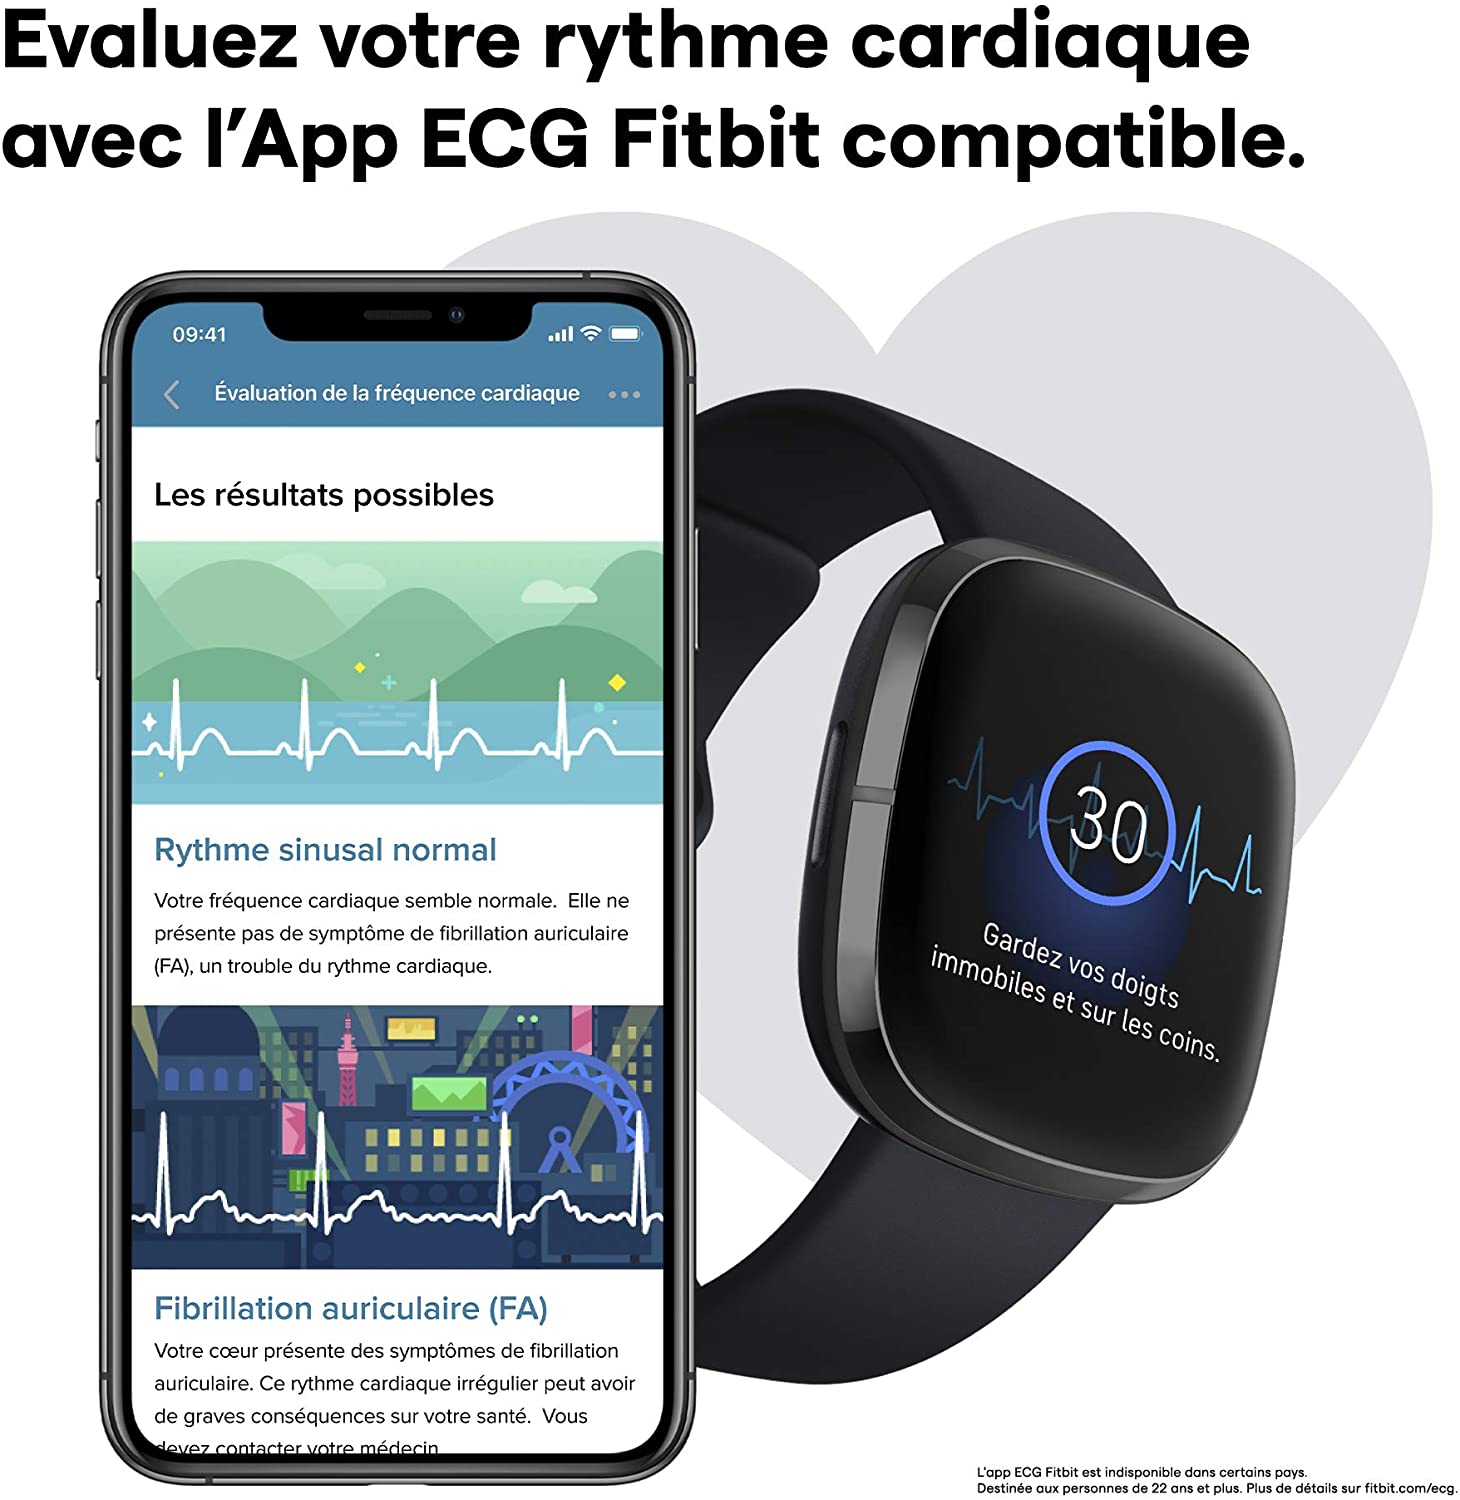 Evaluez votre rythme cardiaque
avec l’App ECG Fitbit compatible.
09:41
Évaluation de la fréquence cardiaque
Les résultats possibles
Rythme sinusal normal
Votre fréquence cardiaque semble normale. Elle ne
présente pas de symptôme de fibrillation auriculaire
(FA), un trouble du rythme cardiaque.
Fibrillation auriculaire (FA)
Votre cœur présente des symptômes de fibrillation
auriculaire. Ce rythme cardiaque irrégulier peut avoir
de graves conséquences sur votre santé. Vous
devez contacter votre médecin
30
Gardez vos doigts
immobiles et sur les coins.
L'app ECG Fitbit est indisponible dans certains pays.
Destinée aux personnes de 22 ans et plus. Plus de détails sur fitbit.com/ecg.